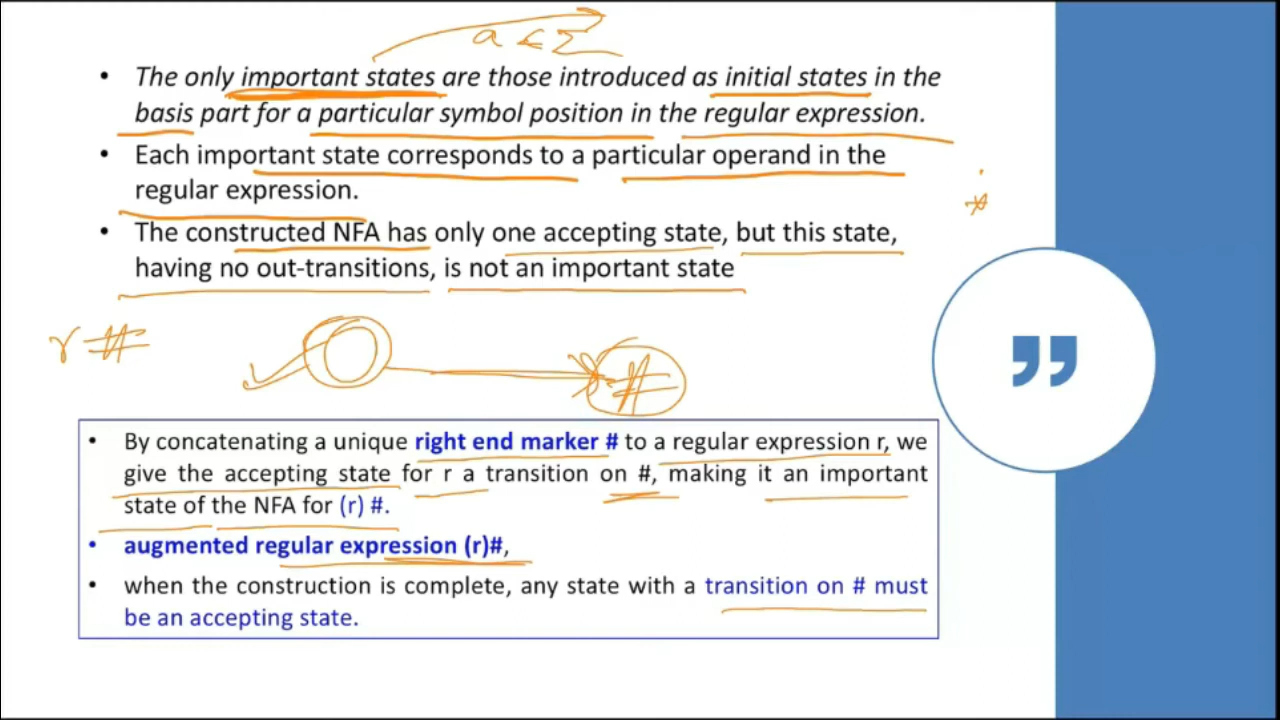 a ∈ Σ
• The only important states are those introduced as initial states in the
basis part for a particular symbol position in the regular expression.
• Each important state corresponds to a particular operand in the
regular expression.
*
• The constructed NFA has only one accepting state, but this state,
having no out-transitions, is not an important state
r #
#
• By concatenating a unique right end marker # to a regular expression r, we
give the accepting state for r a transition on #, making it an important
state of the NFA for (r) #.
• augmented regular expression (r)#,
• when the construction is complete, any state with a transition on # must
be an accepting state.